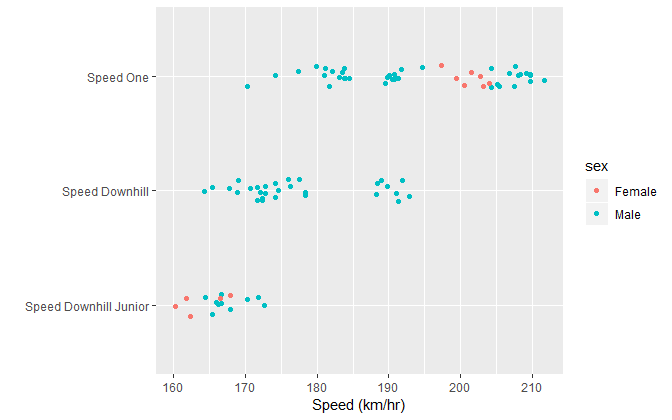 Speed One
Speed Downhill
Speed Downhill Junior
160 170 180 190 200 210
Speed (km/hr)
sex
Female
Male